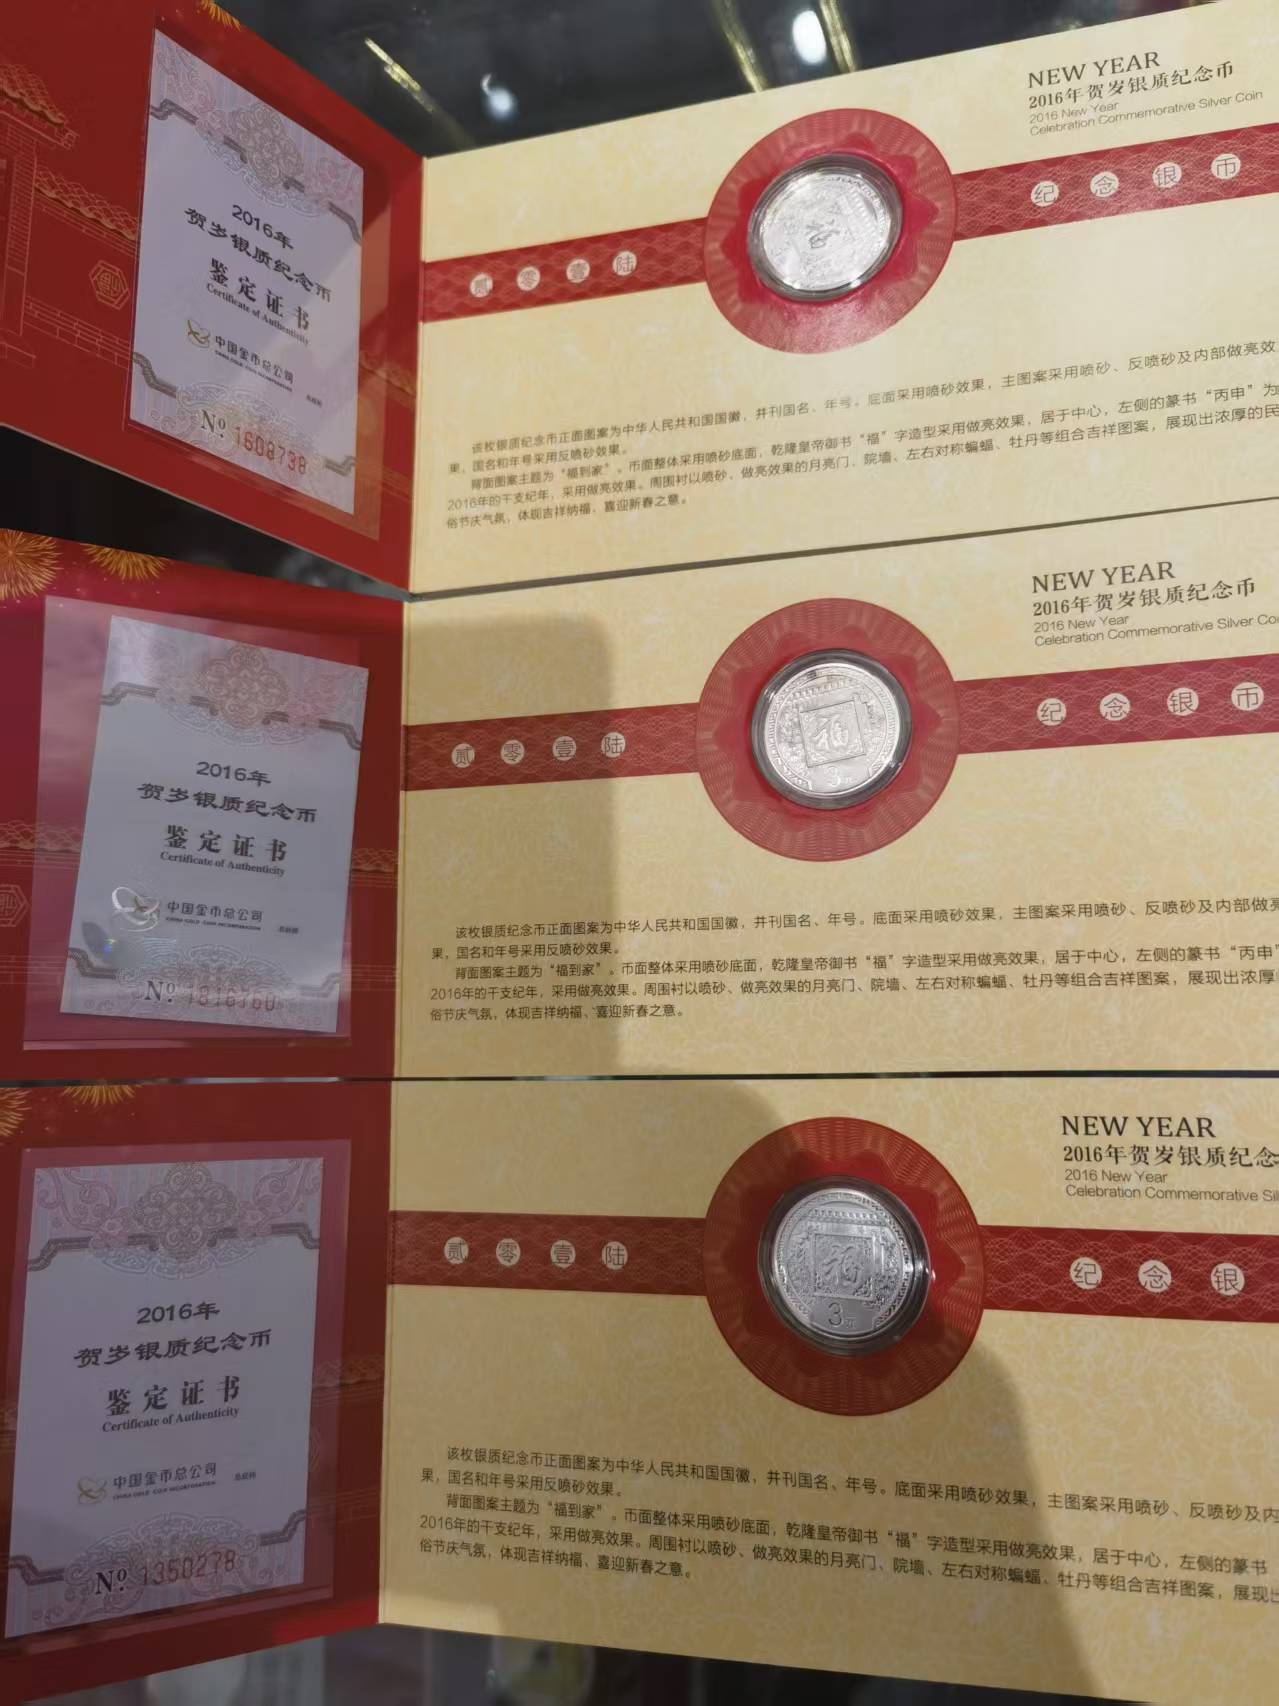 NEW YEAR
2016年贺岁银质纪念币
2016 New Year
Celebration Commemorative Silver Coin
纪念银币
贰零壹陆
福
2016年
贺岁银质纪念币
鉴定证书
Certificate of Authenticity
中国金币总公司
CHINA GOLD COIN INCORPORATION
No. 1608738
该枚银质纪念币正面图案为中华人民共和国国徽，并刊国名、年号。底面采用喷砂效果，主图案采用喷砂、反喷砂及内部做亮效
果，国名和年号采用反喷砂效果。
背面图案主题为“福到家”。币面整体采用喷砂底面，乾隆皇帝御书“福”字造型采用做亮效果，居于中心，左侧的篆书“丙申”为
2016年的干支纪年，采用做亮效果。周围衬以喷砂、做亮效果的月亮门、院墙、左右对称蝙蝠、牡丹等组合吉祥图案，展现出浓厚的民
俗节庆气氛，体现吉祥纳福、喜迎新春之意。
NEW YEAR
2016年贺岁银质纪念币
2016 New Year
Celebration Commemorative Silver Coi
纪念银币
贰零壹陆
福
3元
2016年
贺岁银质纪念币
鉴定证书
Certificate of Authenticity
中国金币总公司
CHINA GOLD COIN INCORPORATION
No. 1816760
该枚银质纪念币正面图案为中华人民共和国国徽，并刊国名、年号。底面采用喷砂效果，主图案采用喷砂、反喷砂及内部做亮
果，国名和年号采用反喷砂效果。
背面图案主题为“福到家”。币面整体采用喷砂底面，乾隆皇帝御书“福”字造型采用做亮效果，居于中心，左侧的篆书“丙申”
2016年的干支纪年，采用做亮效果。周围衬以喷砂、做亮效果的月亮门、院墙、左右对称蝙蝠、牡丹等组合吉祥图案，展现出浓厚
俗节庆气氛，体现吉祥纳福、喜迎新春之意。
NEW YEAR
2016年贺岁银质纪念
2016 New Year
Celebration Commemorative Sil
纪念银
贰零壹陆
福
3元
2016年
贺岁银质纪念币
鉴定证书
Certificate of Authenticity
中国金币总公司
CHINA GOLD COIN INCORPORATION
No. 1350278
该枚银质纪念币正面图案为中华人民共和国国徽，并刊国名、年号。底面采用喷砂效果，主图案采用喷砂、反喷砂及内
果，国名和年号采用反喷砂效果。
背面图案主题为“福到家”。币面整体采用喷砂底面，乾隆皇帝御书“福”字造型采用做亮效果，居于中心，左侧的篆书
2016年的干支纪年，采用做亮效果。周围衬以喷砂、做亮效果的月亮门、院墙、左右对称蝙蝠、牡丹等组合吉祥图案，展现出
俗节庆气氛，体现吉祥纳福、喜迎新春之意。